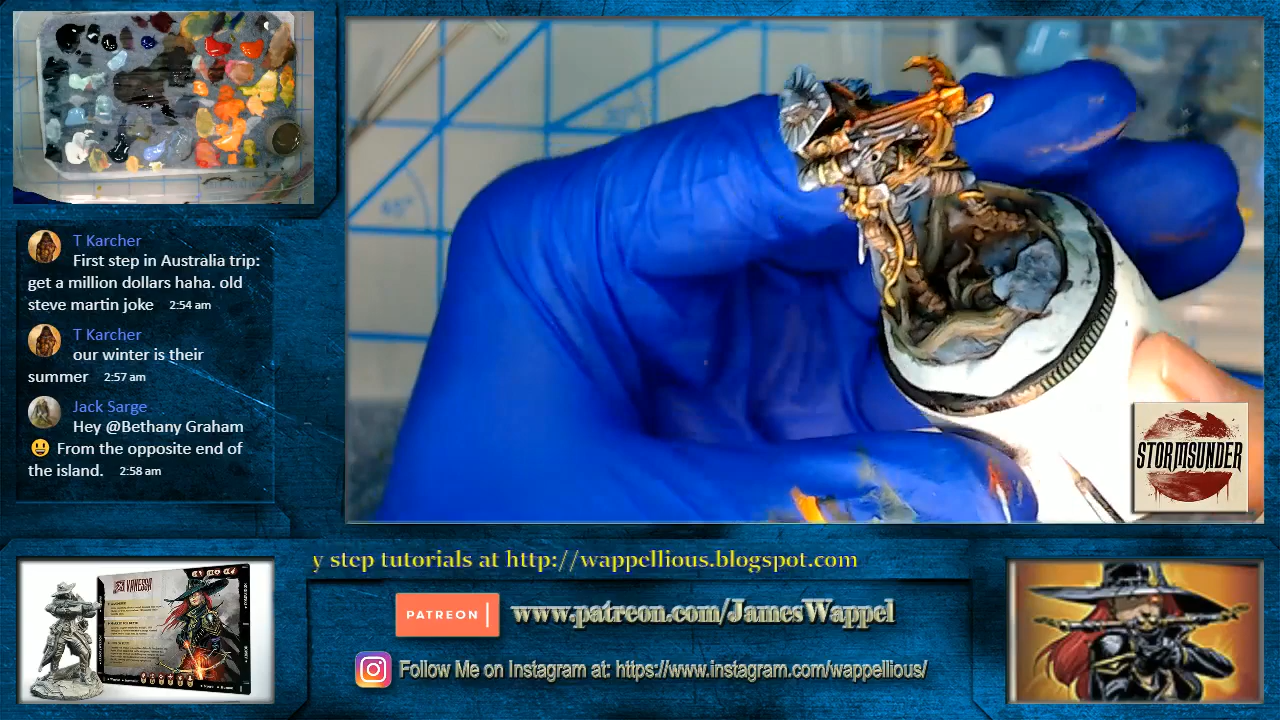 T Karcher
First step in Australia trip:
get a million dollars haha. old
steve martin joke 2:54 am
T Karcher
our winter is their
summer 2:57 am
Jack Sarge
Hey @Bethany Graham
😃 From the opposite end of
the island. 2:58 am
STORMSUNDER
VANESSA
y step tutorials at http://wappellious.blogspot.com
PATREON
www.patreon.com/JamesWappel
Follow Me on Instagram at: https://www.instagram.com/wappellious/